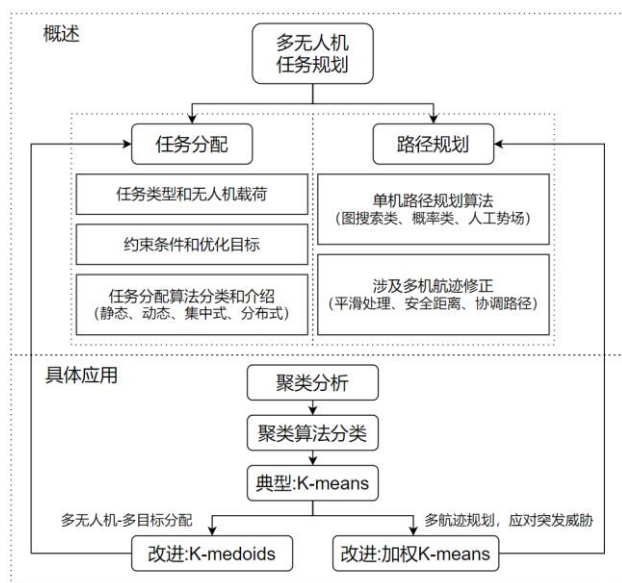 概述
多无人机
任务规划
任务分配
路径规划
任务类型和无人机载荷
约束条件和优化目标
任务分配算法分类和介绍
(静态、动态、集中式、分布式)
单机路径规划算法
(图搜索类、概率类、人工势场)
涉及多机航迹修正
(平滑处理、安全距离、协调路径)
具体应用
聚类分析
聚类算法分类
典型:K-means
多无人机-多目标分配
多航迹规划，应对突发威胁
改进:K-medoids
改进:加权K-means